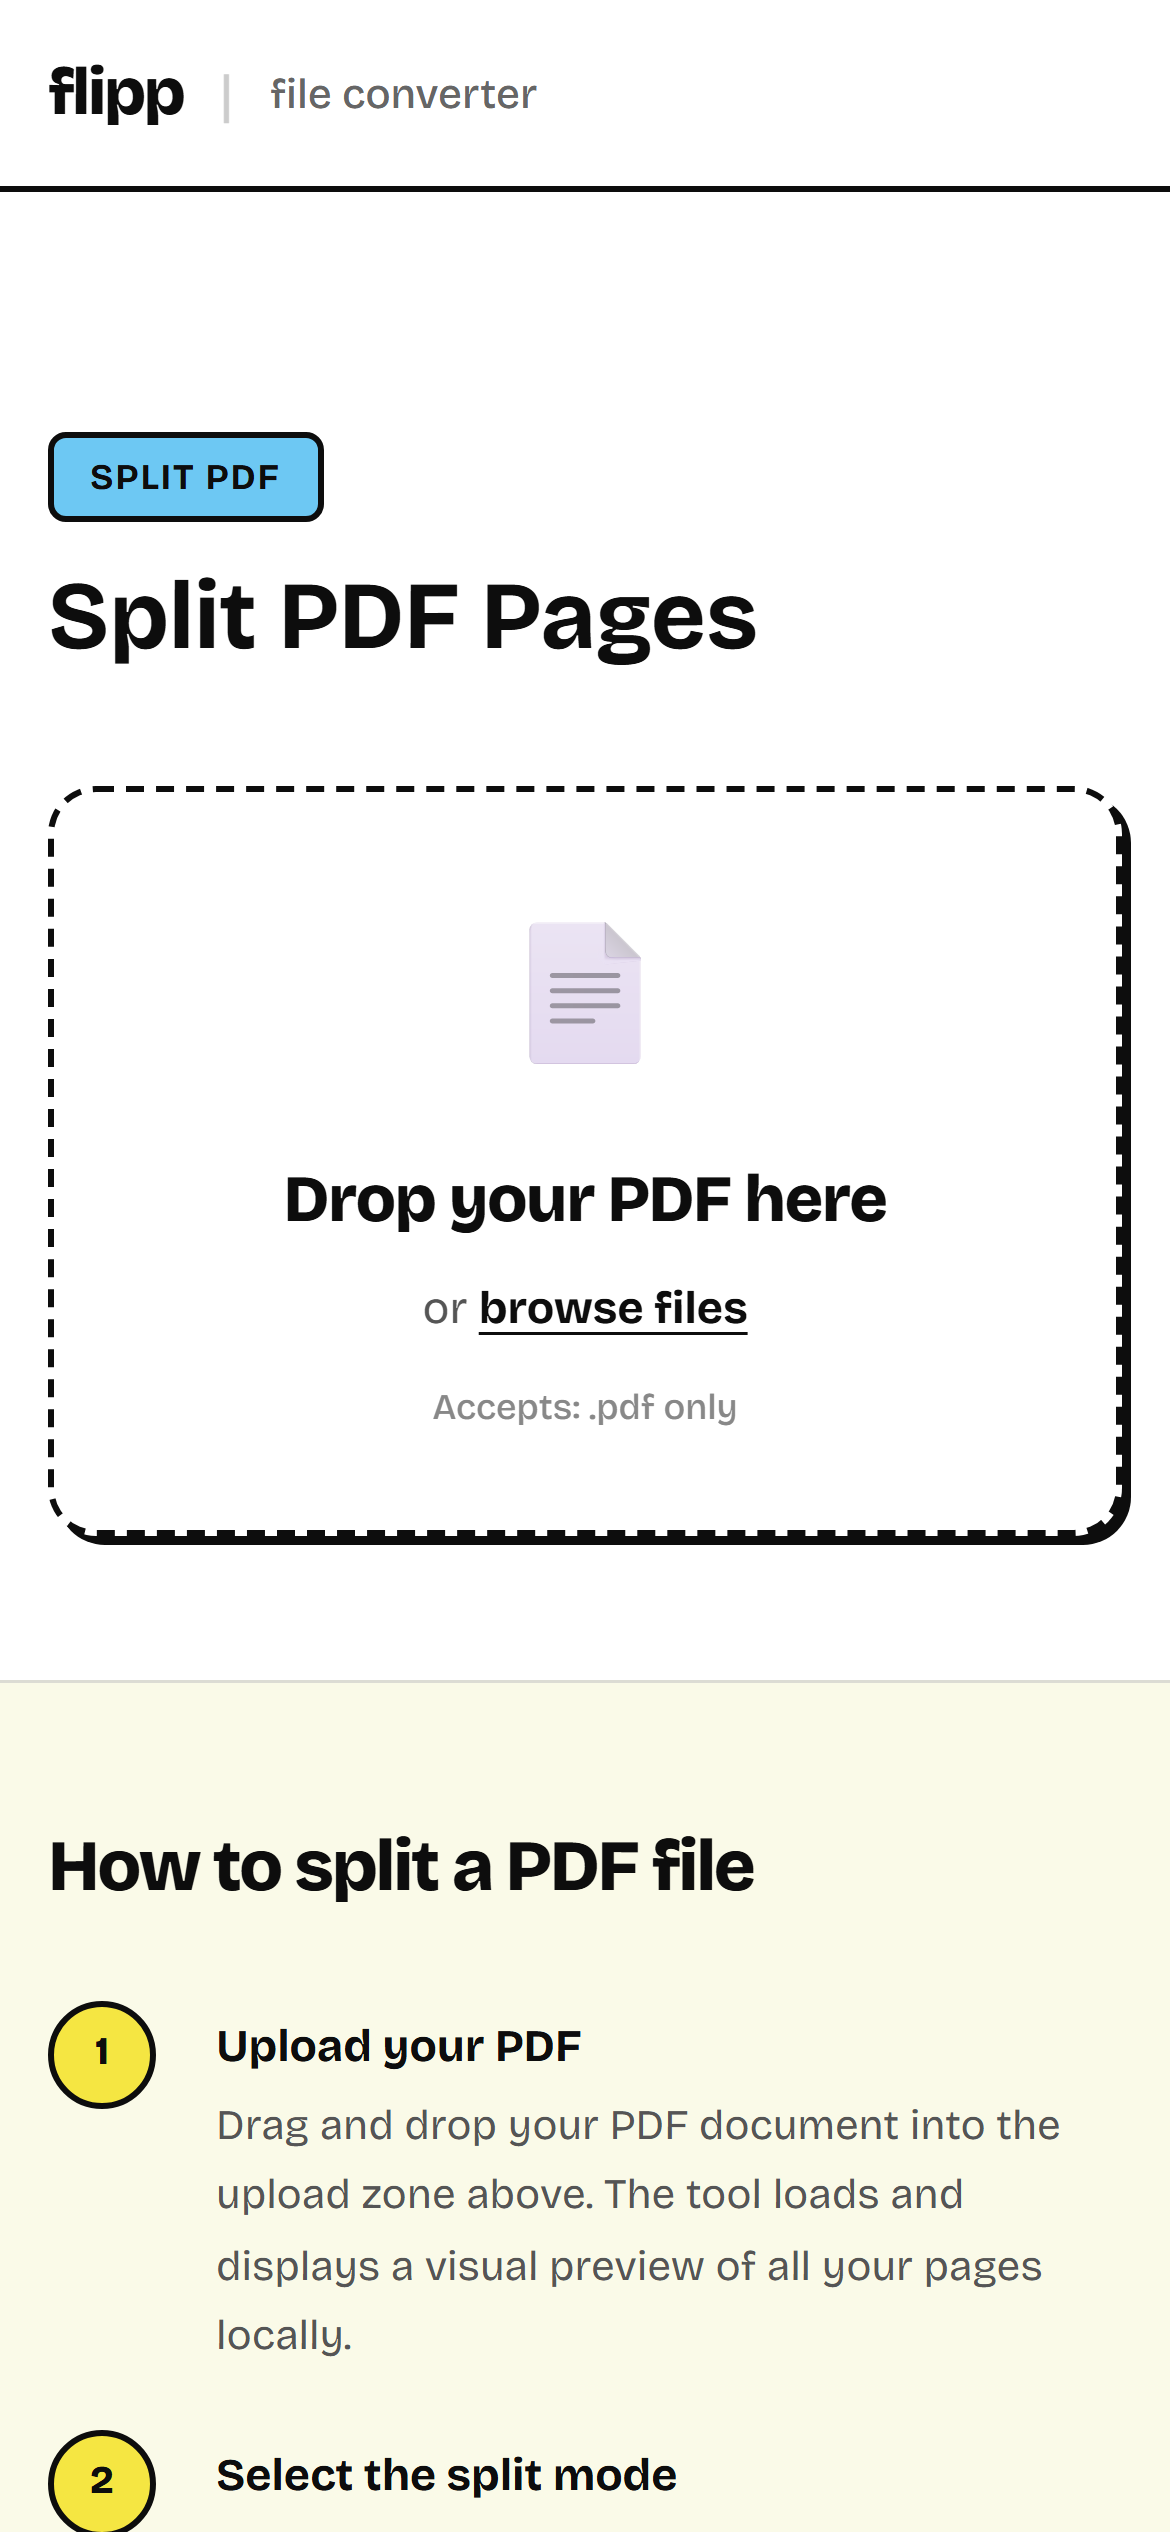 flipp | file converter
SPLIT PDF
Split PDF Pages
Drop your PDF here
or browse files
Accepts: .pdf only
How to split a PDF file
1
Upload your PDF
Drag and drop your PDF document into the
upload zone above. The tool loads and
displays a visual preview of all your pages
locally.
2
Select the split mode